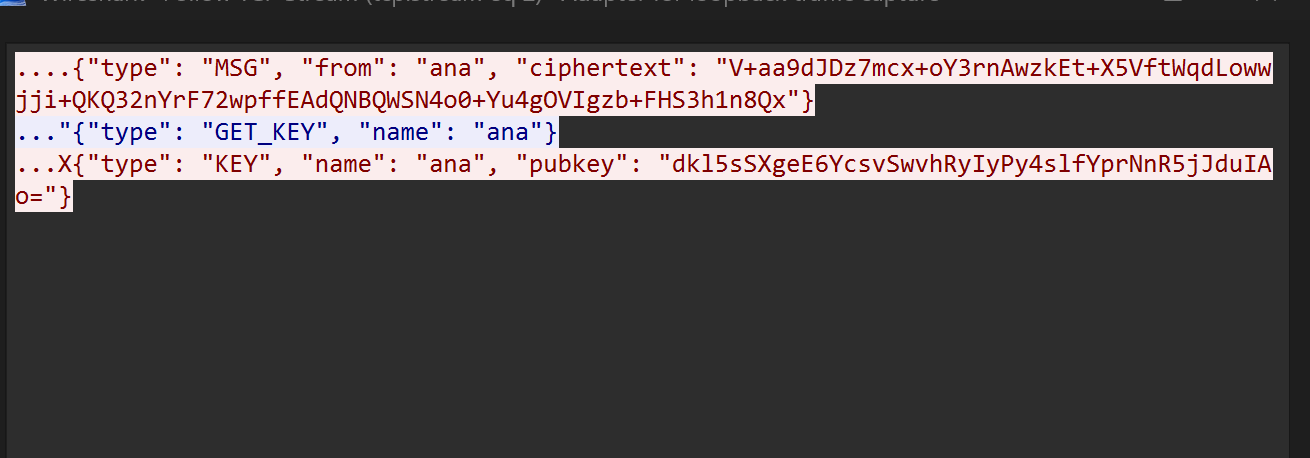 ....{"type": "MSG", "from": "ana", "ciphertext": "V+aa9dJDz7mcx+oY3rnAwzkEt+X5VftWqdLoww
jji+QKQ32nYrF72wpffEAdQNBQWSN4o0+Yu4gOVIgzb+FHS3h1n8Qx"}
..."{"type": "GET_KEY", "name": "ana"}
...X{"type": "KEY", "name": "ana", "pubkey": "dkl5sSXgeE6YcsvSwvhRyIyPy4slfYprNnR5jJduIA
o="}